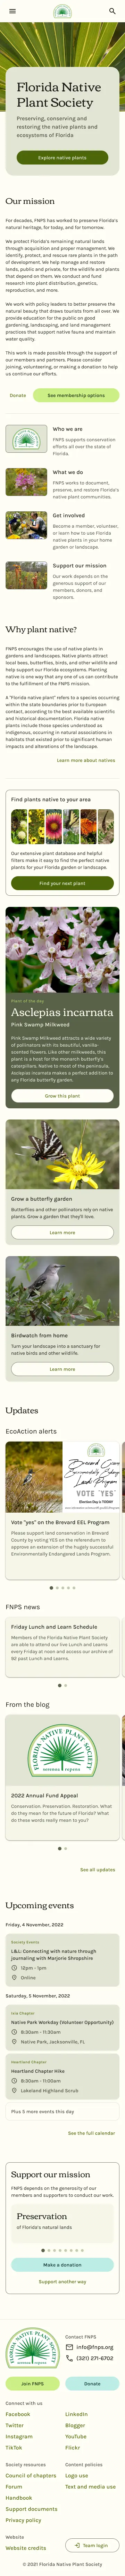 Florida Native
Plant Society
Preserving, conserving and
restoring the native plants and
ecosystems of Florida
Explore native plants
Our mission
For decades, FNPS has worked to preserve Florida's
natural heritage, for today, and for tomorrow.
We protect Florida's remaining natural lands
through acquisition and proper management. We
work to identify, protect, and rescue rare plants and
plants in peril. We help manage our natural lands,
public and private, for the wildlife that
depends on them. We support and fund research
into plant distribution, genetics,
reproduction, and more.
We work with policy leaders to better preserve the
natural beauty that draws tourists from all over. We
provide education to the public on good
gardening, landscaping, and land management
practices that support native fauna and maintain
water quality.
This work is made possible through the support of
our members and partners. Please consider
joining, volunteering, or making a donation to help
us continue our efforts.
Donate
See membership options
Who we are
FNPS supports conservation
efforts all over the state of
Florida.
What we do
FNPS works to document,
preserve, and restore Florida's
native plant communities.
Get involved
Become a member, volunteer,
or learn how to use Florida
native plants in your home
garden or landscape.
Support our mission
Our work depends on the
generous support of our
members, donors, and
sponsors.
Why plant native?
FNPS encourages the use of native plants in
horticulture and landscaping. Native plants attract
local bees, butterflies, birds, and other wildlife and
are compatible with the land and its surroundings.
Planting native in your own landscape is one way to
help the fulfillment of the FNPS mission.
A "Florida native plant" refers to a species occurring
within the state boundaries prior to European
contact, according to the best available scientific
and historical documentation. Florida native
plants are those species understood as
indigenous, occurring in natural associations in
habitats that existed prior to significant human
impacts and alterations of the landscape.
Learn more about natives
Find plants native to your area
Our extensive plant database and helpful
filters make it easy to find the perfect native
plants for your Florida garden or landscape.
Find your next plant
Plant of the day
Asclepias incarnata
Pink Swamp Milkweed
Pink Swamp Milkweed attracts a wide variety
of pollinators with its beautiful, vanilla-
scented flowers. Like other milkweeds, this
plant is a host for the monarch butterfly's
caterpillars. Native to most of the peninsula,
Asclepias incarnata makes a perfect addition to
any Florida butterfly garden.
Grow this plant
Grow a butterfly garden
Butterflies and other pollinators rely on native
plants. Grow a garden that they'll love.
Learn more
Birdwatch from home
Turn your landscape into a sanctuary for
native birds and other wildlife.
Learn more
Updates
EcoAction alerts
VOTE "YES"
Election Day is TODAY!
Vote "yes" on the Brevard EEL Program
Please support land conservation in Brevard
County by voting YES on the referendum to
approve an extension of the hugely successful
Environmentally Endangered Lands Program.
FNPS news
Friday Lunch and Learn Schedule
Members of the Florida Native Plant Society
are able to attend our live Lunch and Learns
every Friday at noon and access our archive of
92 past Lunch and Learns.
From the blog
FLORIDA NATIVE PLANT SOCIETY
2022 Annual Fund Appeal
Conservation. Preservation. Restoration. What
do they mean for the future of Florida? What
do these words really mean to you?
See all updates
Upcoming events
Friday, 4 November, 2022
Society Events
L&L: Connecting with nature through
journaling with Marjorie Shropshire
12pm - 1pm
Online
Saturday, 5 November, 2022
Ixia Chapter
Native Park Workday (Volunteer Opportunity)
8:30am - 11:30am
Native Park, Jacksonville, FL
Heartland Chapter
Heartland Chapter Hike
8:30am - 11:00am
Lakeland Highland Scrub
Plus 5 more events this day
See the full calendar
Support our mission
FNPS depends on the generosity of our
members and supporters to conduct our work.
Preservation
of Florida's natural lands
Make a donation
Support another way
FLORIDA NATIVE PLANT SOCIETY
Contact FNPS
info@fnps.org
(321) 271-6702
Join FNPS
Donate
Connect with us
Facebook
LinkedIn
Twitter
Blogger
Instagram
YouTube
TikTok
Flickr
Society resources
Content policies
Council of chapters
Logo use
Forum
Text and media use
Handbook
Support documents
Privacy policy
Website
Website credits
Team login
© 2021 Florida Native Plant Society